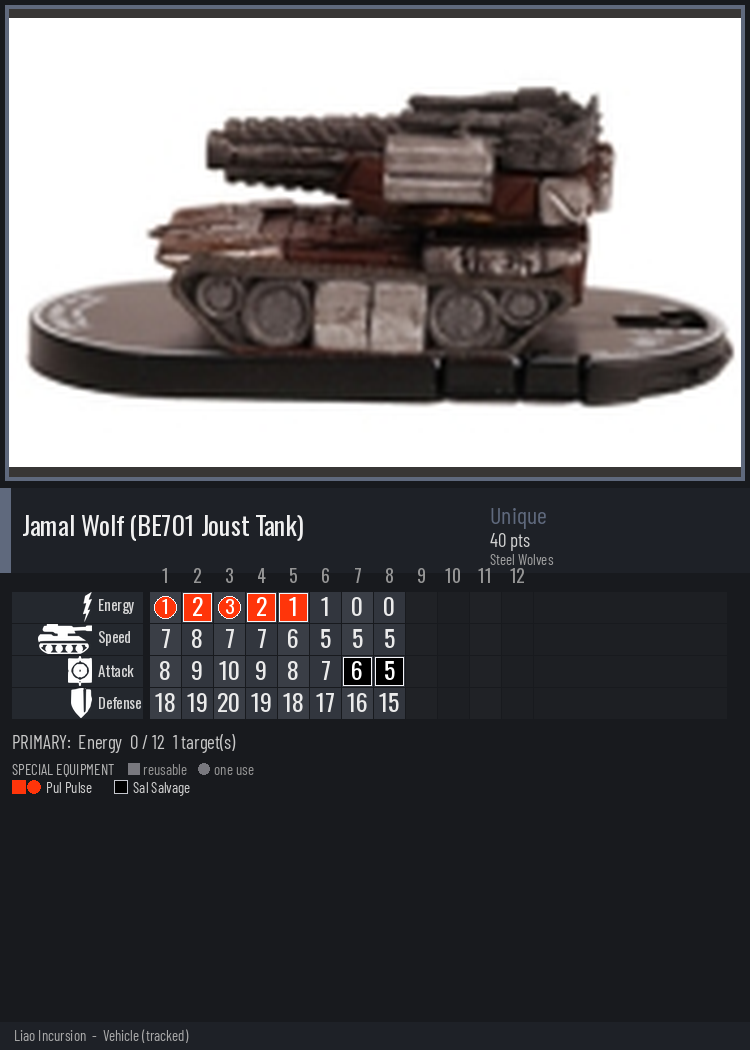 Jamal Wolf (BE701 Joust Tank)
Unique
40 pts
Steel Wolves
1 2 3 4 5 6 7 8 9 10 11 12
Energy 1 2 3 2 1 1 0 0
Speed 7 8 7 7 6 5 5 5
Attack 8 9 10 9 8 7 6 5
Defense 18 19 20 19 18 17 16 15
PRIMARY: Energy 0 / 12 1 target(s)
SPECIAL EQUIPMENT reusable one use
Pul Pulse Sal Salvage
Liao Incursion - Vehicle (tracked)